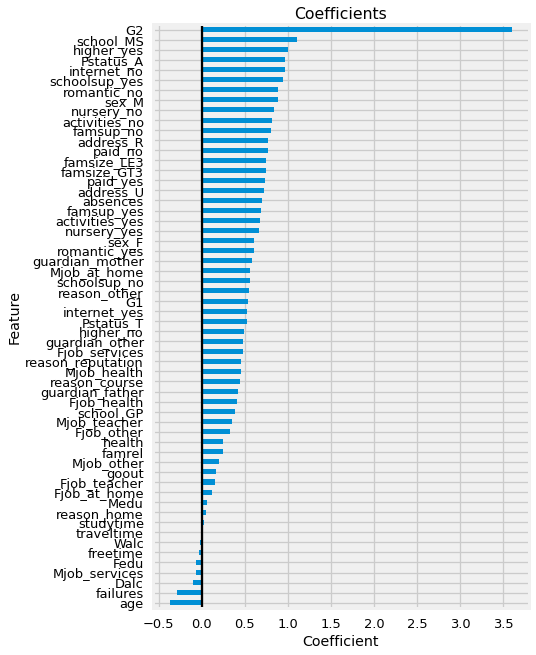 Coefficients
G2
school_MS
higher_yes
Pstatus_A
internet_no
schoolsup_yes
romantic_no
sex_M
nursery_no
activities_no
famsup_no
address_R
paid_no
famsize_LE3
famsize_GT3
paid_yes
address_U
absences
famsup_yes
activities_yes
nursery_yes
sex_F
romantic_yes
guardian_mother
Mjob_at_home
schoolsup_no
reason_other
G1
internet_yes
Pstatus_T
higher_no
guardian_other
Fjob_services
reason_reputation
Mjob_health
reason_course
guardian_father
Fjob_health
school_GP
Mjob_teacher
Fjob_other
health
famrel
Mjob_other
goout
Fjob_teacher
Fjob_at_home
Medu
reason_home
studytime
traveltime
Walc
freetime
Fedu
Mjob_services
Dalc
failures
age
Feature
−0.5 0.0 0.5 1.0 1.5 2.0 2.5 3.0 3.5
Coefficient